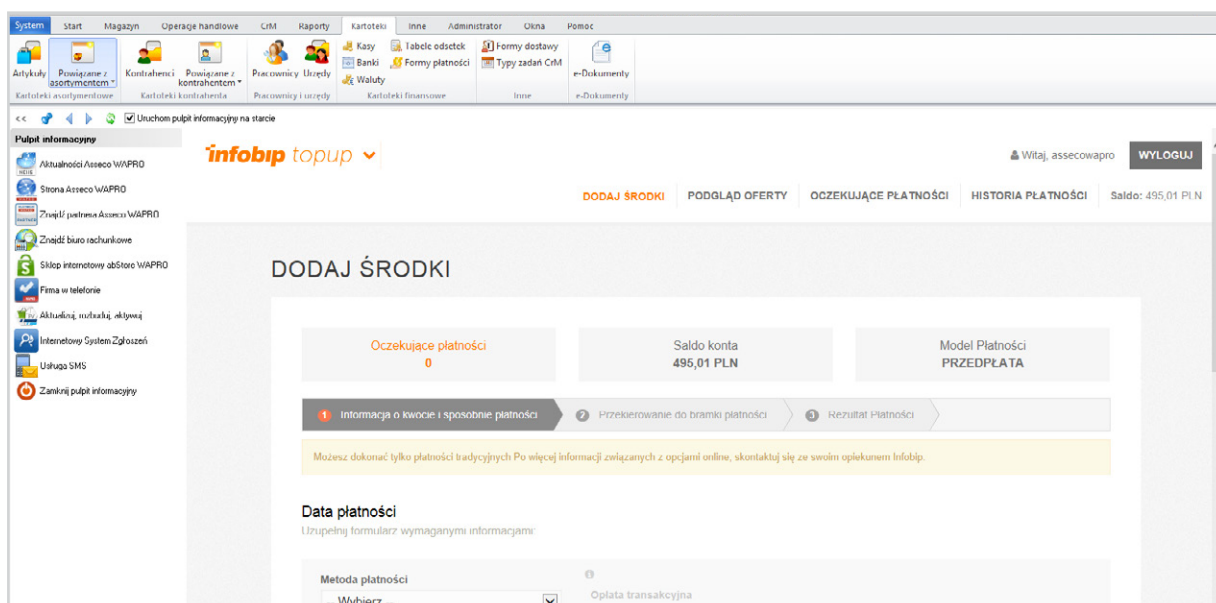 System Start Magazyn Operacje handlowe CrM Raporty Kartoteki Inne Administrator Okna Pomoc
Artykuły Powiązane z asortymentem Kontrahenci Powiązane z kontrahentem Pracownicy Urzędy Kasy Tabele odsetek Formy dostawy
Banki Formy płatności Typy zadań CrM e-Dokumenty
Waluty
Kartoteki asortymentowe Kartoteki kontrahenta Pracownicy i urzędy Kartoteki finansowe Inne e-Dokumenty
<< Uruchom pulpit informacyjny na starcie
Pulpit informacyjny
Aktualności Asseco WAPRO
Strona Asseco WAPRO
Znajdź partnera Asseco WAPRO
Znajdź biuro rachunkowe
Sklep internetowy abStore WAPRO
Firma w telefonie
Aktualizuj, rozbuduj, aktywuj
Internetowy System Zgłoszeń
Usługa SMS
Zamknij pulpit informacyjny
infobip topup
Witaj, assecowapro WYLOGUJ
DODAJ ŚRODKI PODGLĄD OFERTY OCZEKUJĄCE PŁATNOŚCI HISTORIA PŁATNOŚCI Saldo: 495,01 PLN
DODAJ ŚRODKI
Oczekujące płatności Saldo konta Model Płatności
0 495,01 PLN PRZEDPŁATA
1 Informacja o kwocie i sposobnie płatności 2 Przekierowanie do bramki płatności 3 Rezultat Płatności
Możesz dokonać tylko płatności tradycyjnych Po więcej informacji związanych z opcjami online, skontaktuj się ze swoim opiekunem Infobip.
Data płatności
Uzupełnij formularz wymaganymi informacjami:
Metoda płatności
Opłata transakcyjna
-- Wybierz --